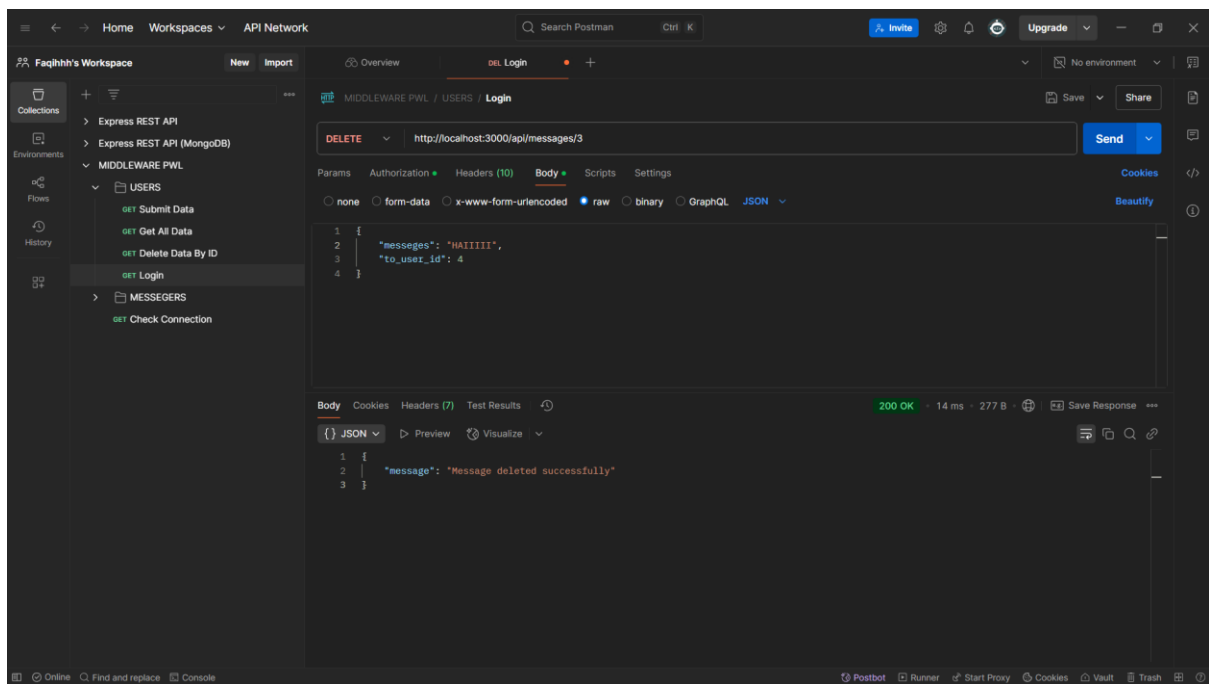 Home Workspaces API Network Search Postman Ctrl K Invite Upgrade
Faqihhh's Workspace New Import Overview DEL Login No environment
Collections
Environments
Flows
History
Express REST API
Express REST API (MongoDB)
MIDDLEWARE PWL
USERS
GET Submit Data
GET Get All Data
GET Delete Data By ID
GET Login
MESSEGERS
GET Check Connection
HTTP MIDDLEWARE PWL / USERS / Login Save Share
DELETE http://localhost:3000/api/messages/3 Send
Params Authorization Headers (10) Body Scripts Settings Cookies
none form-data x-www-form-urlencoded raw binary GraphQL JSON Beautify
1 {
2 "messeges": "HAIIIII",
3 "to_user_id": 4
4 }
Body Cookies Headers (7) Test Results 200 OK 14 ms 277 B Save Response
{} JSON Preview Visualize
1 {
2 "message": "Message deleted successfully"
3 }
Online Find and replace Console Postbot Runner Start Proxy Cookies Vault Trash